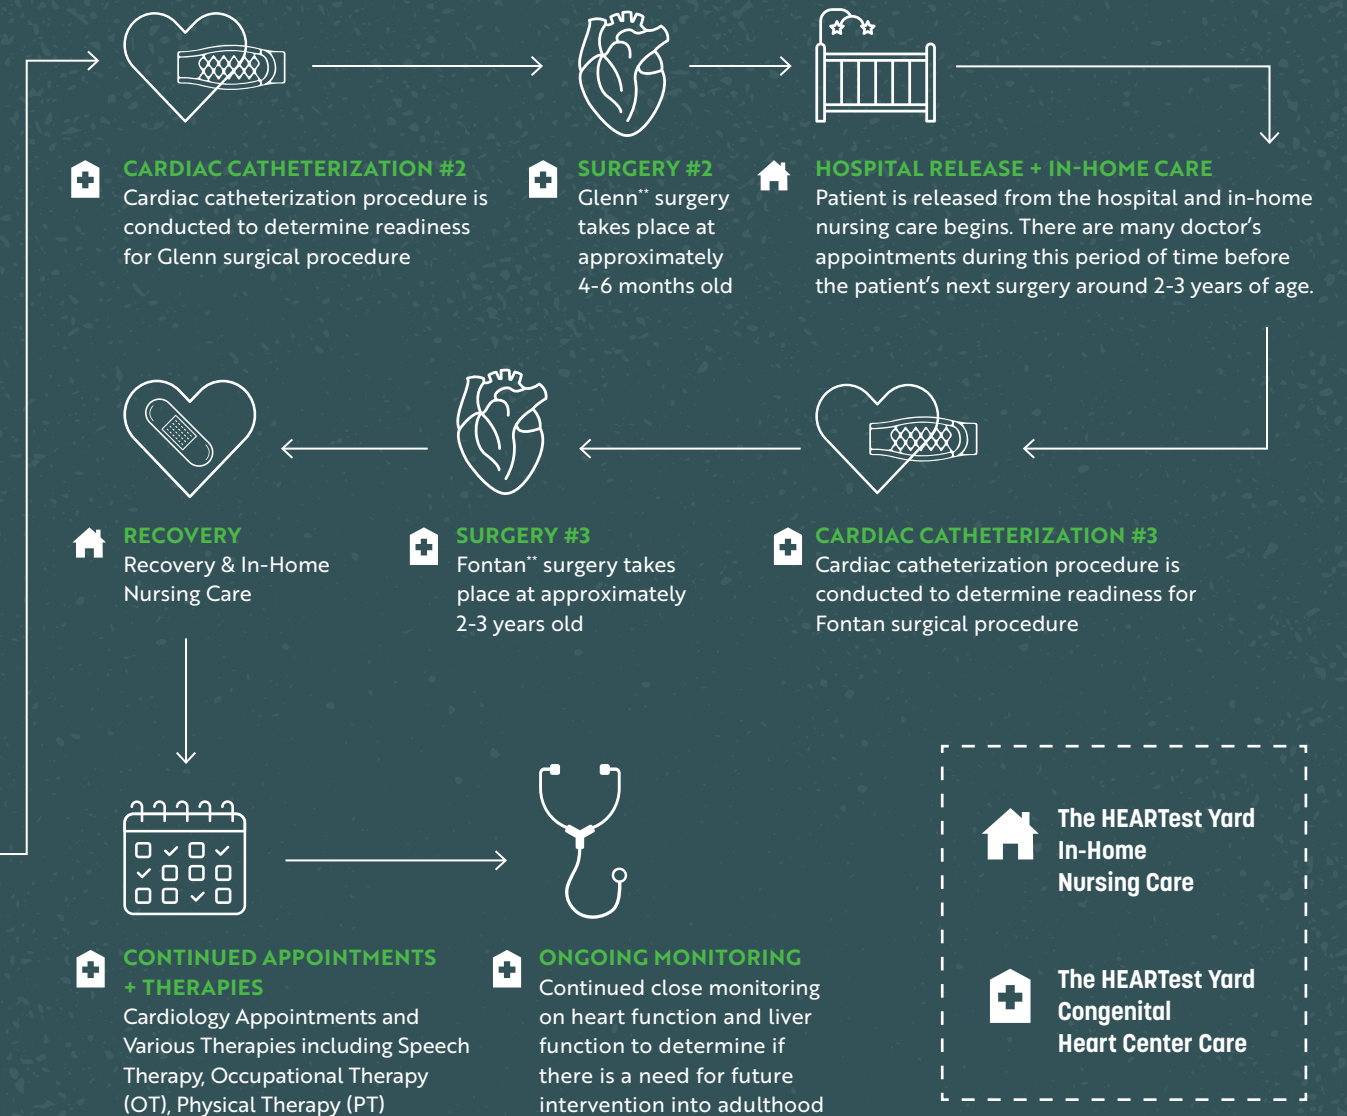 CARDIAC CATHETERIZATION #2
Cardiac catheterization procedure is
conducted to determine readiness
for Glenn surgical procedure
SURGERY #2
Glenn** surgery
takes place at
approximately
4-6 months old
HOSPITAL RELEASE + IN-HOME CARE
Patient is released from the hospital and in-home
nursing care begins. There are many doctor’s
appointments during this period of time before
the patient’s next surgery around 2-3 years of age.
RECOVERY
Recovery & In-Home
Nursing Care
SURGERY #3
Fontan** surgery takes
place at approximately
2-3 years old
CARDIAC CATHETERIZATION #3
Cardiac catheterization procedure is
conducted to determine readiness for
Fontan surgical procedure
CONTINUED APPOINTMENTS
+ THERAPIES
Cardiology Appointments and
Various Therapies including Speech
Therapy, Occupational Therapy
(OT), Physical Therapy (PT)
ONGOING MONITORING
Continued close monitoring
on heart function and liver
function to determine if
there is a need for future
intervention into adulthood
The HEARTest Yard
In-Home
Nursing Care
The HEARTest Yard
Congenital
Heart Center Care